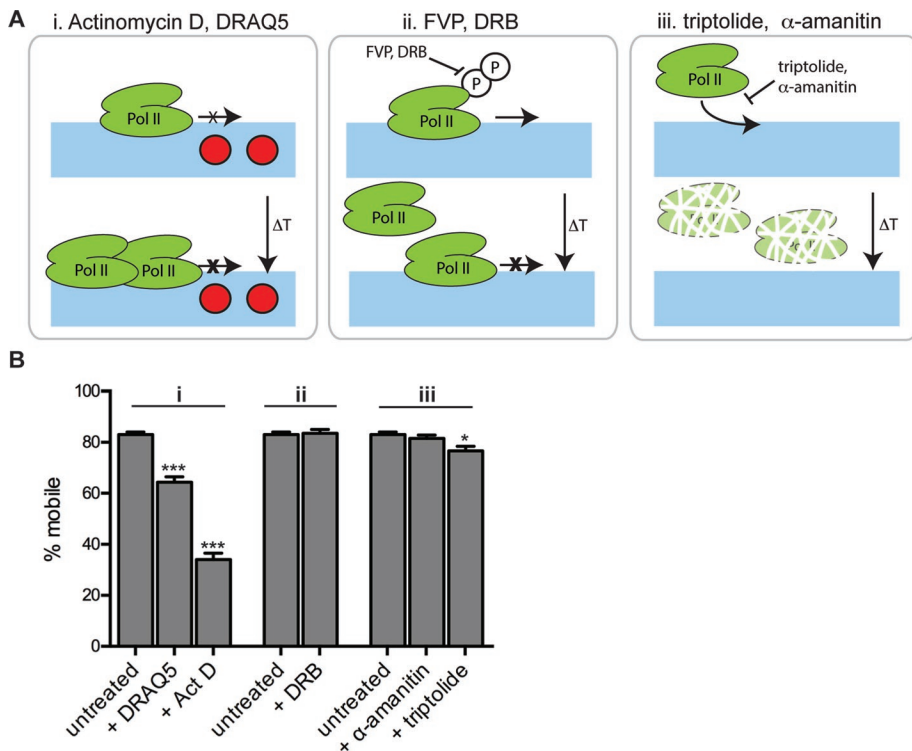 A
i. Actinomycin D, DRAQ5
ii. FVP, DRB
iii. triptolide, α-amanitin
Pol II
X
ΔT
Pol II
Pol II
X
FVP, DRB
P
P
Pol II
ΔT
Pol II
Pol II
X
Pol II
triptolide,
α-amanitin
ΔT
B
100
80
60
40
20
0
% mobile
i
ii
iii
***
***
*
untreated
+ DRAQ5
+ Act D
untreated
+ DRB
untreated
+ α-amanitin
+ triptolide